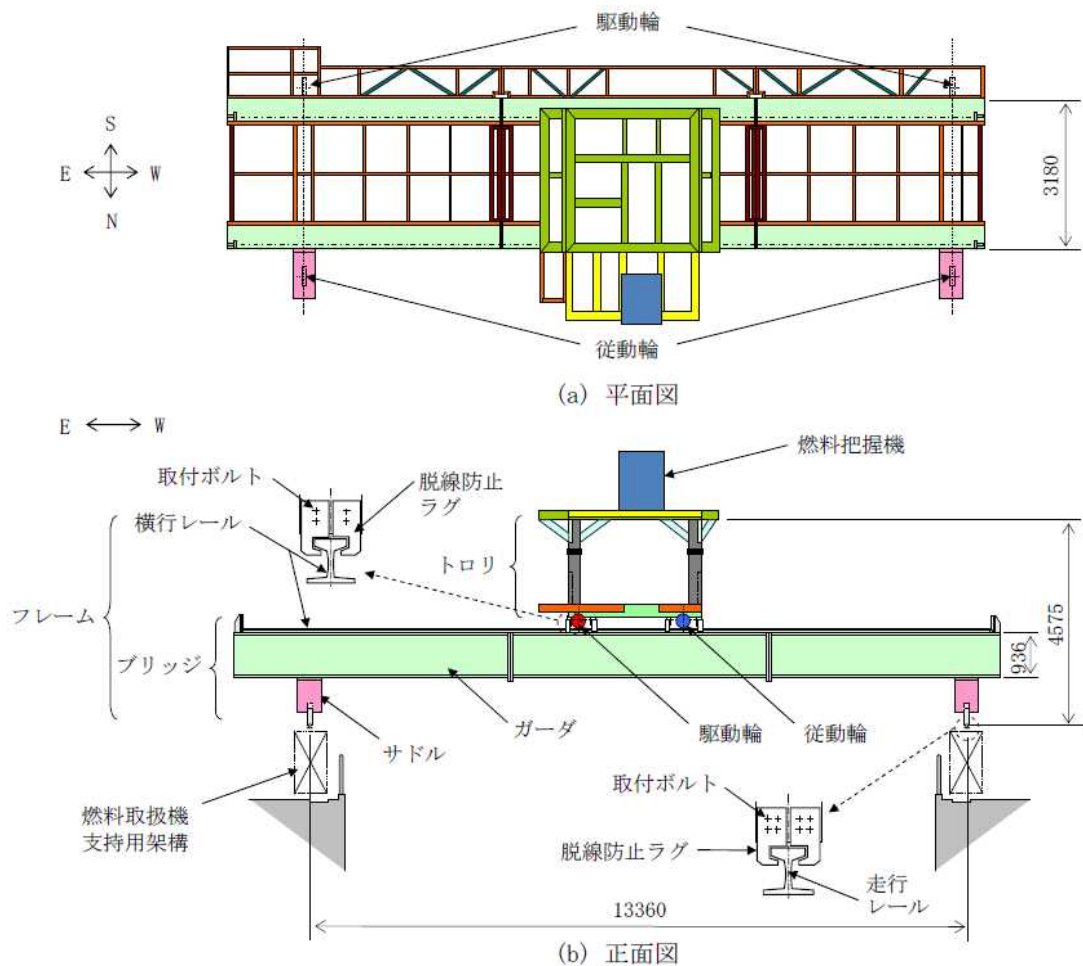 駆動輪
S
E W
N
3180
従動輪
(a) 平面図
E W
燃料把握機
取付ボルト
脱線防止
ラグ
横行レール
トロリ
フレーム
ブリッジ
4575
936
ガーダ
サドル
駆動輪
従動輪
燃料取扱機
支持用架構
取付ボルト
脱線防止ラグ
走行
レール
13360
(b) 正面図